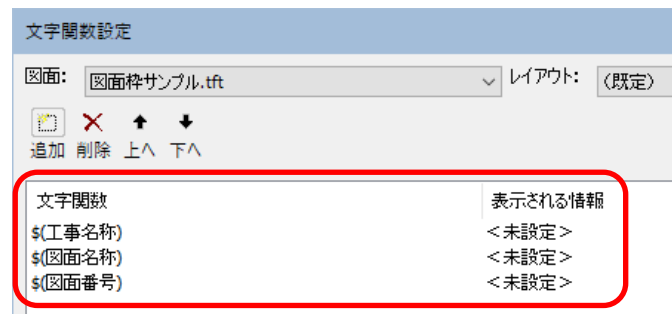 文字関数設定
図面: 図面枠サンプル.tft レイアウト: (既定)
追加 削除 上へ 下へ
文字関数 表示される情報
$(工事名称) <未設定>
$(図面名称) <未設定>
$(図面番号) <未設定>